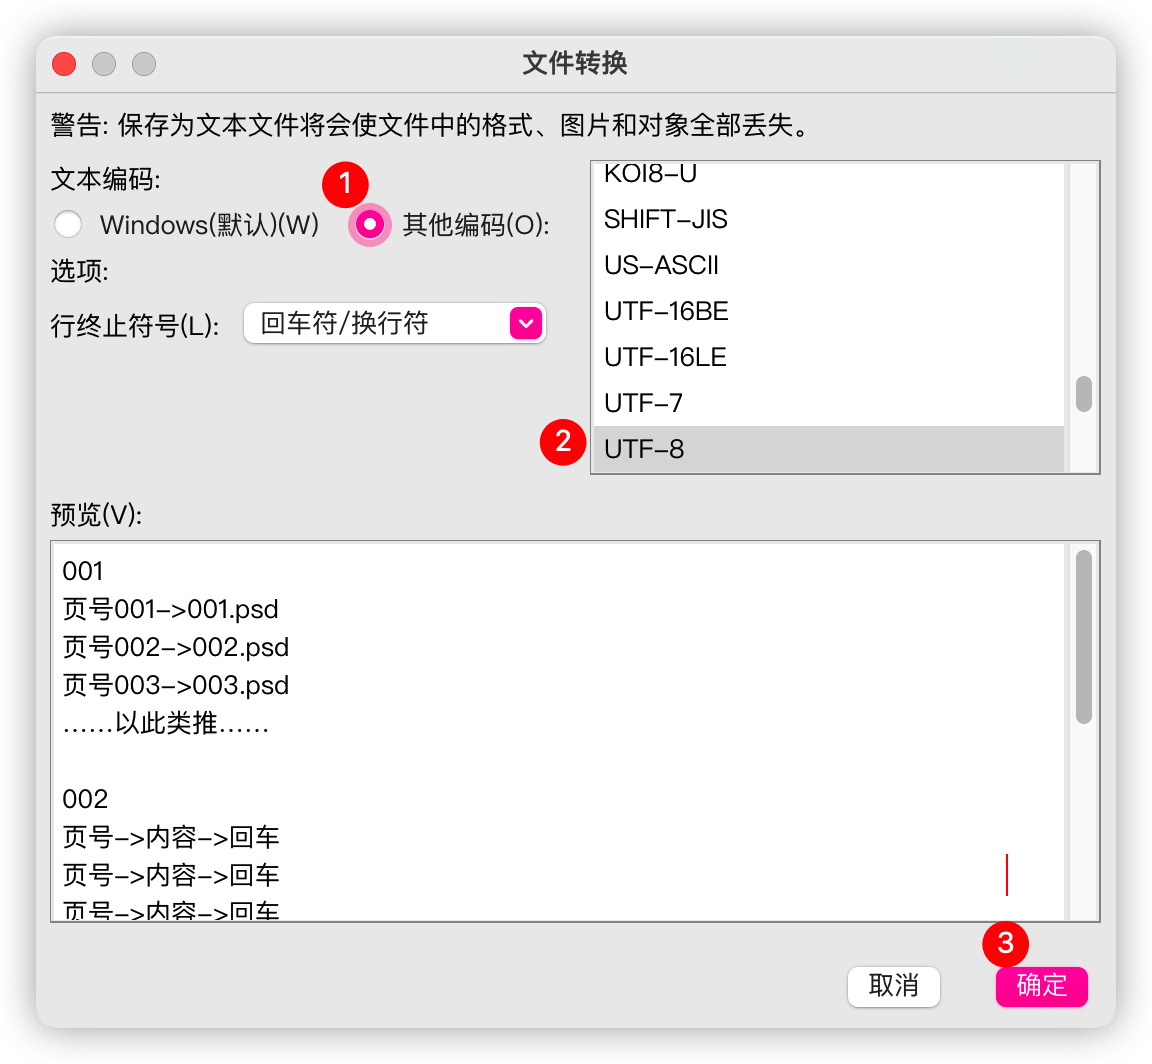 文件转换
警告: 保存为文本文件将会使文件中的格式、图片和对象全部丢失。
文本编码:
1
Windows(默认)(W)
其他编码(O):
选项:
行终止符号(L):
回车符/换行符
KOI8-U
SHIFT-JIS
US-ASCII
UTF-16BE
UTF-16LE
UTF-7
2
UTF-8
预览(V):
001
页号001->001.psd
页号002->002.psd
页号003->003.psd
……以此类推……
002
页号->内容->回车
页号->内容->回车
页号->内容->回车
3
取消
确定